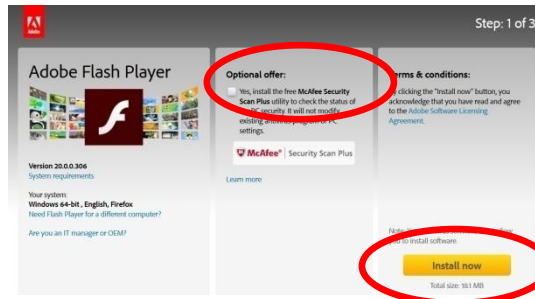 Adobe
Step: 1 of 3
Adobe Flash Player
Version 20.0.0.306
System requirements
Your system:
Windows 64-bit , English, Firefox
Need Flash Player for a different computer?
Are you an IT manager or OEM?
Optional offer:
Yes, install the free McAfee Security
Scan Plus utility to check the status of
PC security. It will not modify
existing program or PC
settings.
McAfee® Security Scan Plus
Learn more
terms & conditions:
clicking the "Install now" button, you
acknowledge that you have read and agree
to the Adobe Software Licensing
Agreement.
Note:
you to install software.
Install now
Total size: 18.1 MB